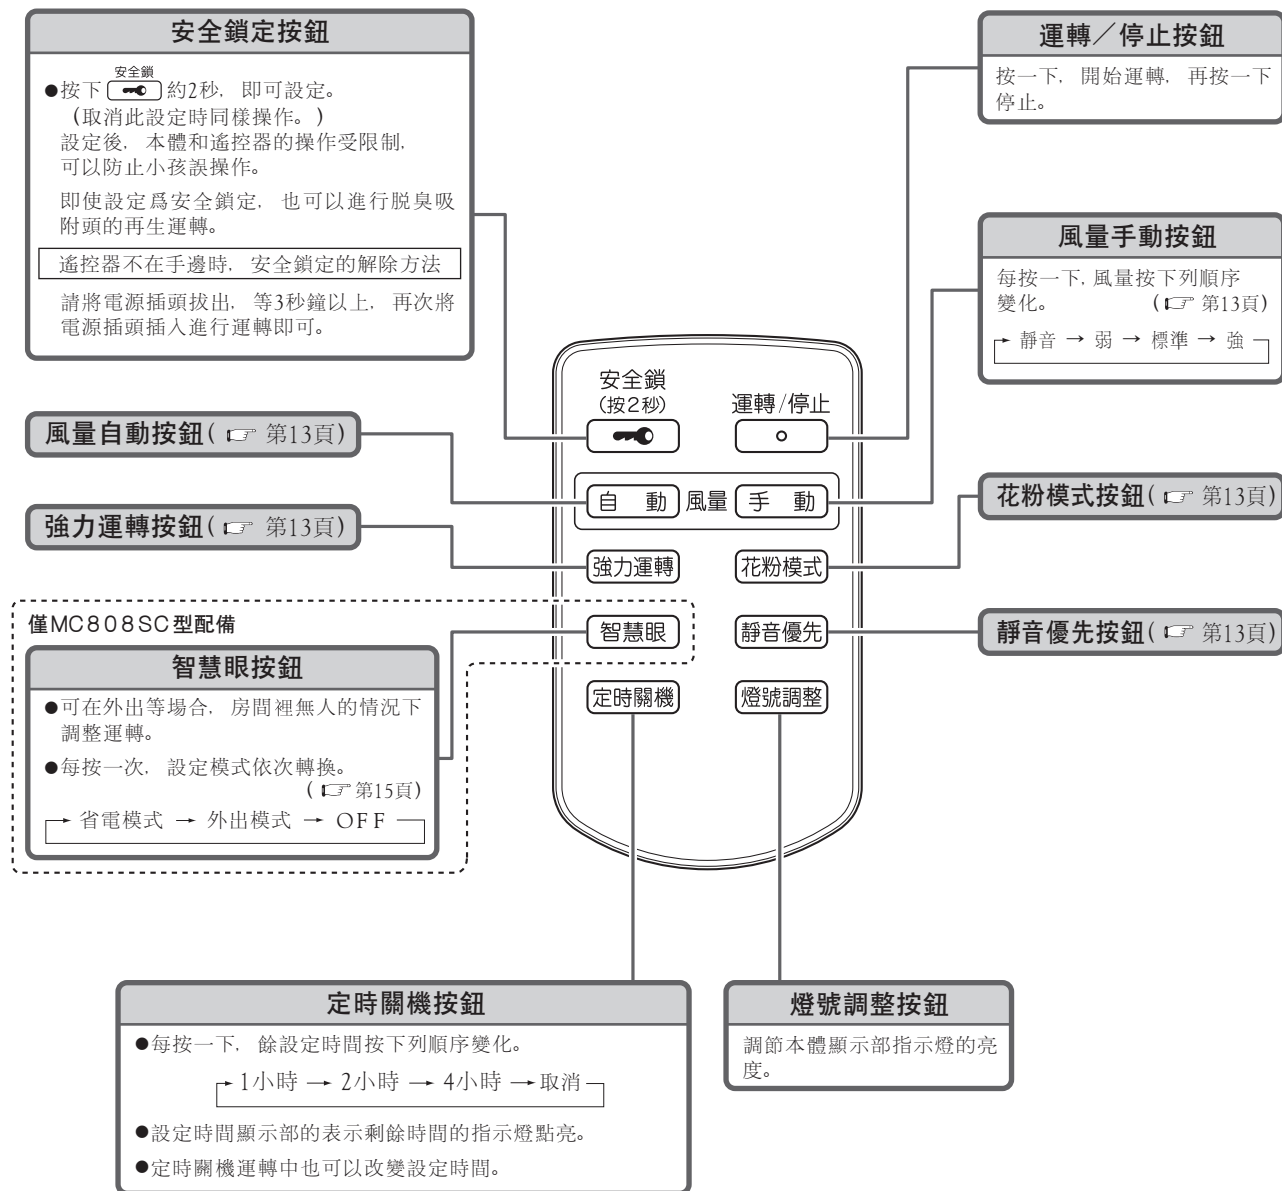 安全鎖定按鈕
安全鎖
●按下 約2秒，即可設定。
（取消此設定時同樣操作。）
設定後，本體和遙控器的操作受限制，
可以防止小孩誤操作。
即使設定爲安全鎖定，也可以進行脱臭吸
附頭的再生運轉。
遙控器不在手邊時，安全鎖定的解除方法
請將電源插頭拔出，等3秒鐘以上，再次將
電源插頭插入進行運轉即可。
運轉／停止按鈕
按一下，開始運轉，再按一下
停止。
風量手動按鈕
每按一下，風量按下列順序
變化。 (☞ 第13頁)
靜音 → 弱 → 標準 → 強
風量自動按鈕(☞ 第13頁)
強力運轉按鈕(☞ 第13頁)
安全鎖
(按2秒)
運轉/停止
自 動 風量 手 動
強力運轉 花粉模式
智慧眼 靜音優先
定時關機 燈號調整
花粉模式按鈕(☞ 第13頁)
靜音優先按鈕(☞ 第13頁)
僅MC808SC型配備
智慧眼按鈕
●可在外出等場合，房間裡無人的情況下
調整運轉。
●每按一次，設定模式依次轉換。
(☞ 第15頁)
省電模式 → 外出模式 → OFF
定時關機按鈕
●每按一下，餘設定時間按下列順序變化。
1小時 → 2小時 → 4小時 → 取消
●設定時間顯示部的表示剩餘時間的指示燈點亮。
●定時關機運轉中也可以改變設定時間。
燈號調整按鈕
調節本體顯示部指示燈的亮
度。